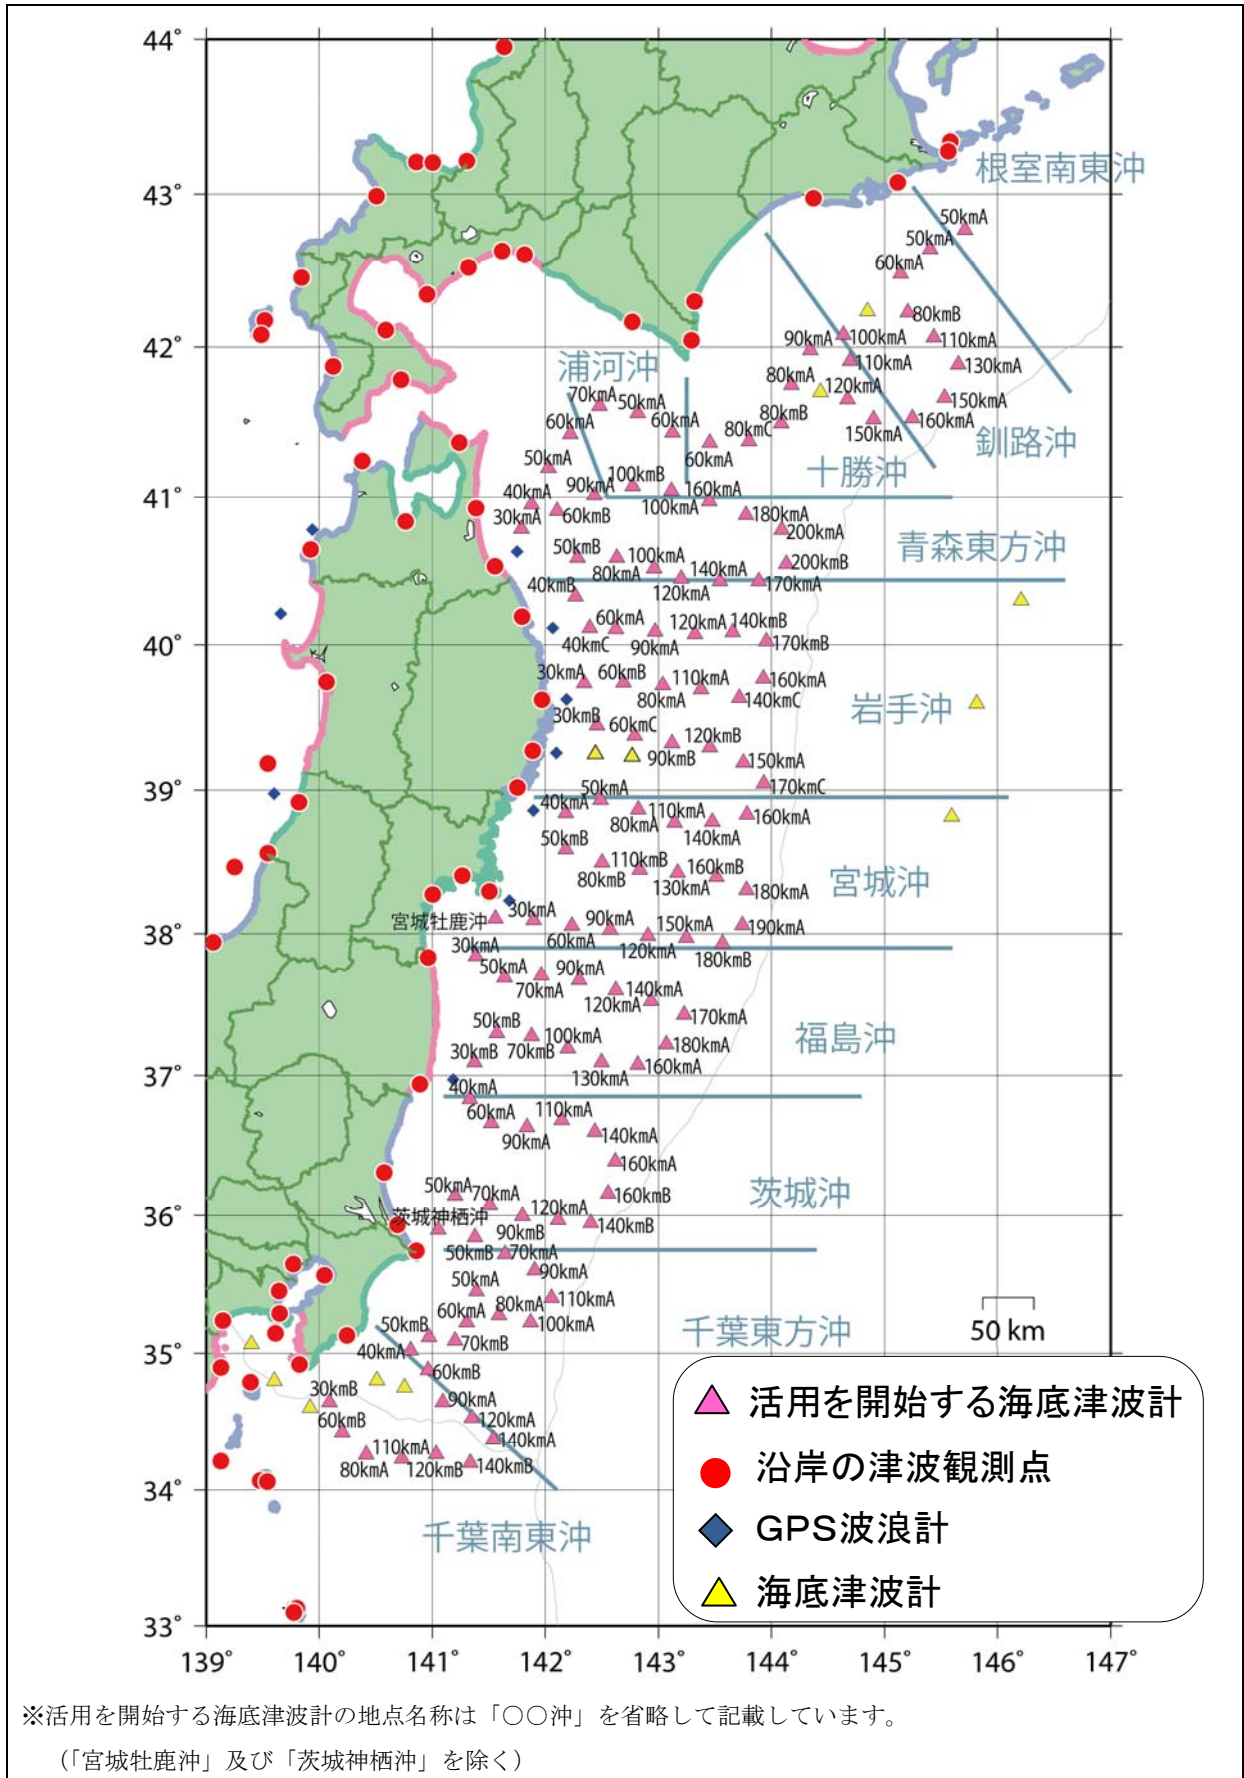 44°
43°
42°
41°
40°
39°
38°
37°
36°
35°
34°
33°
139°
140°
141°
142°
143°
144°
145°
146°
147°
根室南東沖
50kmA
50kmA
60kmA
80kmB
100kmA
110kmA
90kmA
110kmA
130kmA
浦河沖
80kmA
120kmA
70kmA
50kmA
150kmA
60kmA
60kmA
80kmB
160kmA
80kmC
150kmA
釧路沖
60kmA
50kmA
十勝沖
100kmB
90kmA
160kmA
40kmA
100kmA
30kmA
60kmB
180kmA
200kmA
青森東方沖
50kmB
100kmA
200kmB
80kmA
140kmA
40kmB
120kmA
170kmA
60kmA
120kmA
140kmB
40kmC
90kmA
170kmB
30kmA
60kmB
110kmA
160kmA
80kmA
140kmC
岩手沖
30kmB
60kmC
120kmB
90kmB
150kmA
170kmC
50kmA
40kmA
110kmA
160kmA
80kmA
140kmA
50kmB
110kmB
160kmB
80kmB
130kmA
180kmA
宮城沖
30kmA
宮城牡鹿沖
90kmA
150kmA
190kmA
60kmA
120kmA
180kmB
30kmA
50kmA
90kmA
70kmA
140kmA
120kmA
170kmA
50kmB
100kmA
福島沖
30kmB
70kmB
180kmA
160kmA
130kmA
40kmA
60kmA
110kmA
90kmA
140kmA
160kmA
50kmA
70kmA
160kmB
茨城沖
茨城神栖沖
120kmA
90kmB
140kmB
50kmB
70kmA
90kmA
50kmA
110kmA
60kmA
80kmA
100kmA
50kmB
70kmB
千葉東方沖
50 km
40kmA
60kmB
30kmB
90kmA
60kmB
120kmA
110kmA
140kmA
80kmA
120kmB
140kmB
千葉南東沖
活用を開始する海底津波計
沿岸の津波観測点
GPS波浪計
海底津波計
※活用を開始する海底津波計の地点名称は「○○沖」を省略して記載しています。
（「宮城牡鹿沖」及び「茨城神栖沖」を除く）